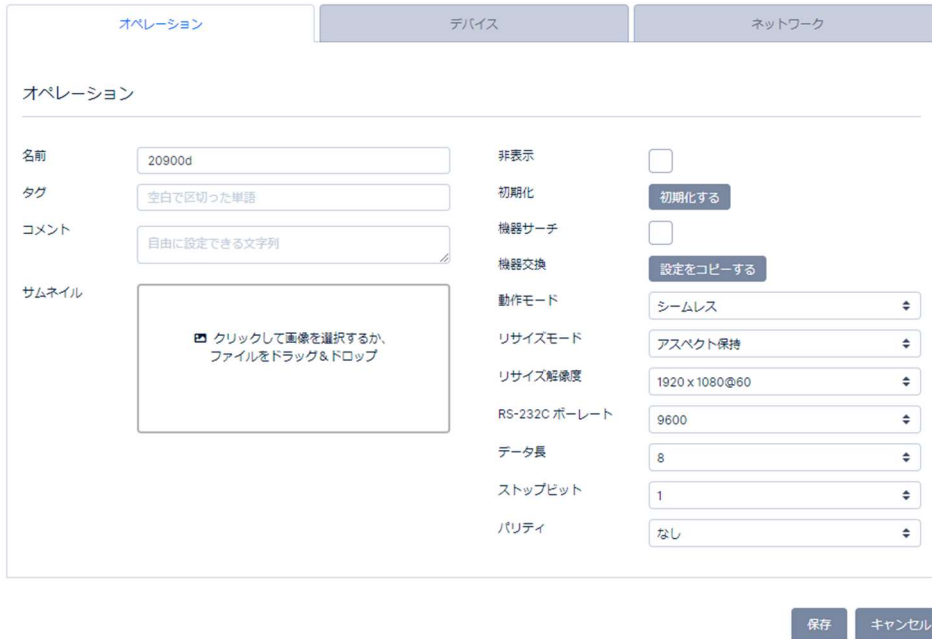 オペレーション
デバイス
ネットワーク
オペレーション
名前
20900d
タグ
空白で区切った単語
コメント
自由に設定できる文字列
サムネイル
クリックして画像を選択するか、
ファイルをドラッグ&ドロップ
非表示
初期化
初期化する
機器サーチ
機器交換
設定をコピーする
動作モード
シームレス
リサイズモード
アスペクト保持
リサイズ解像度
1920 x 1080@60
RS-232C ボーレート
9600
データ長
8
ストップビット
1
パリティ
なし
保存
キャンセル